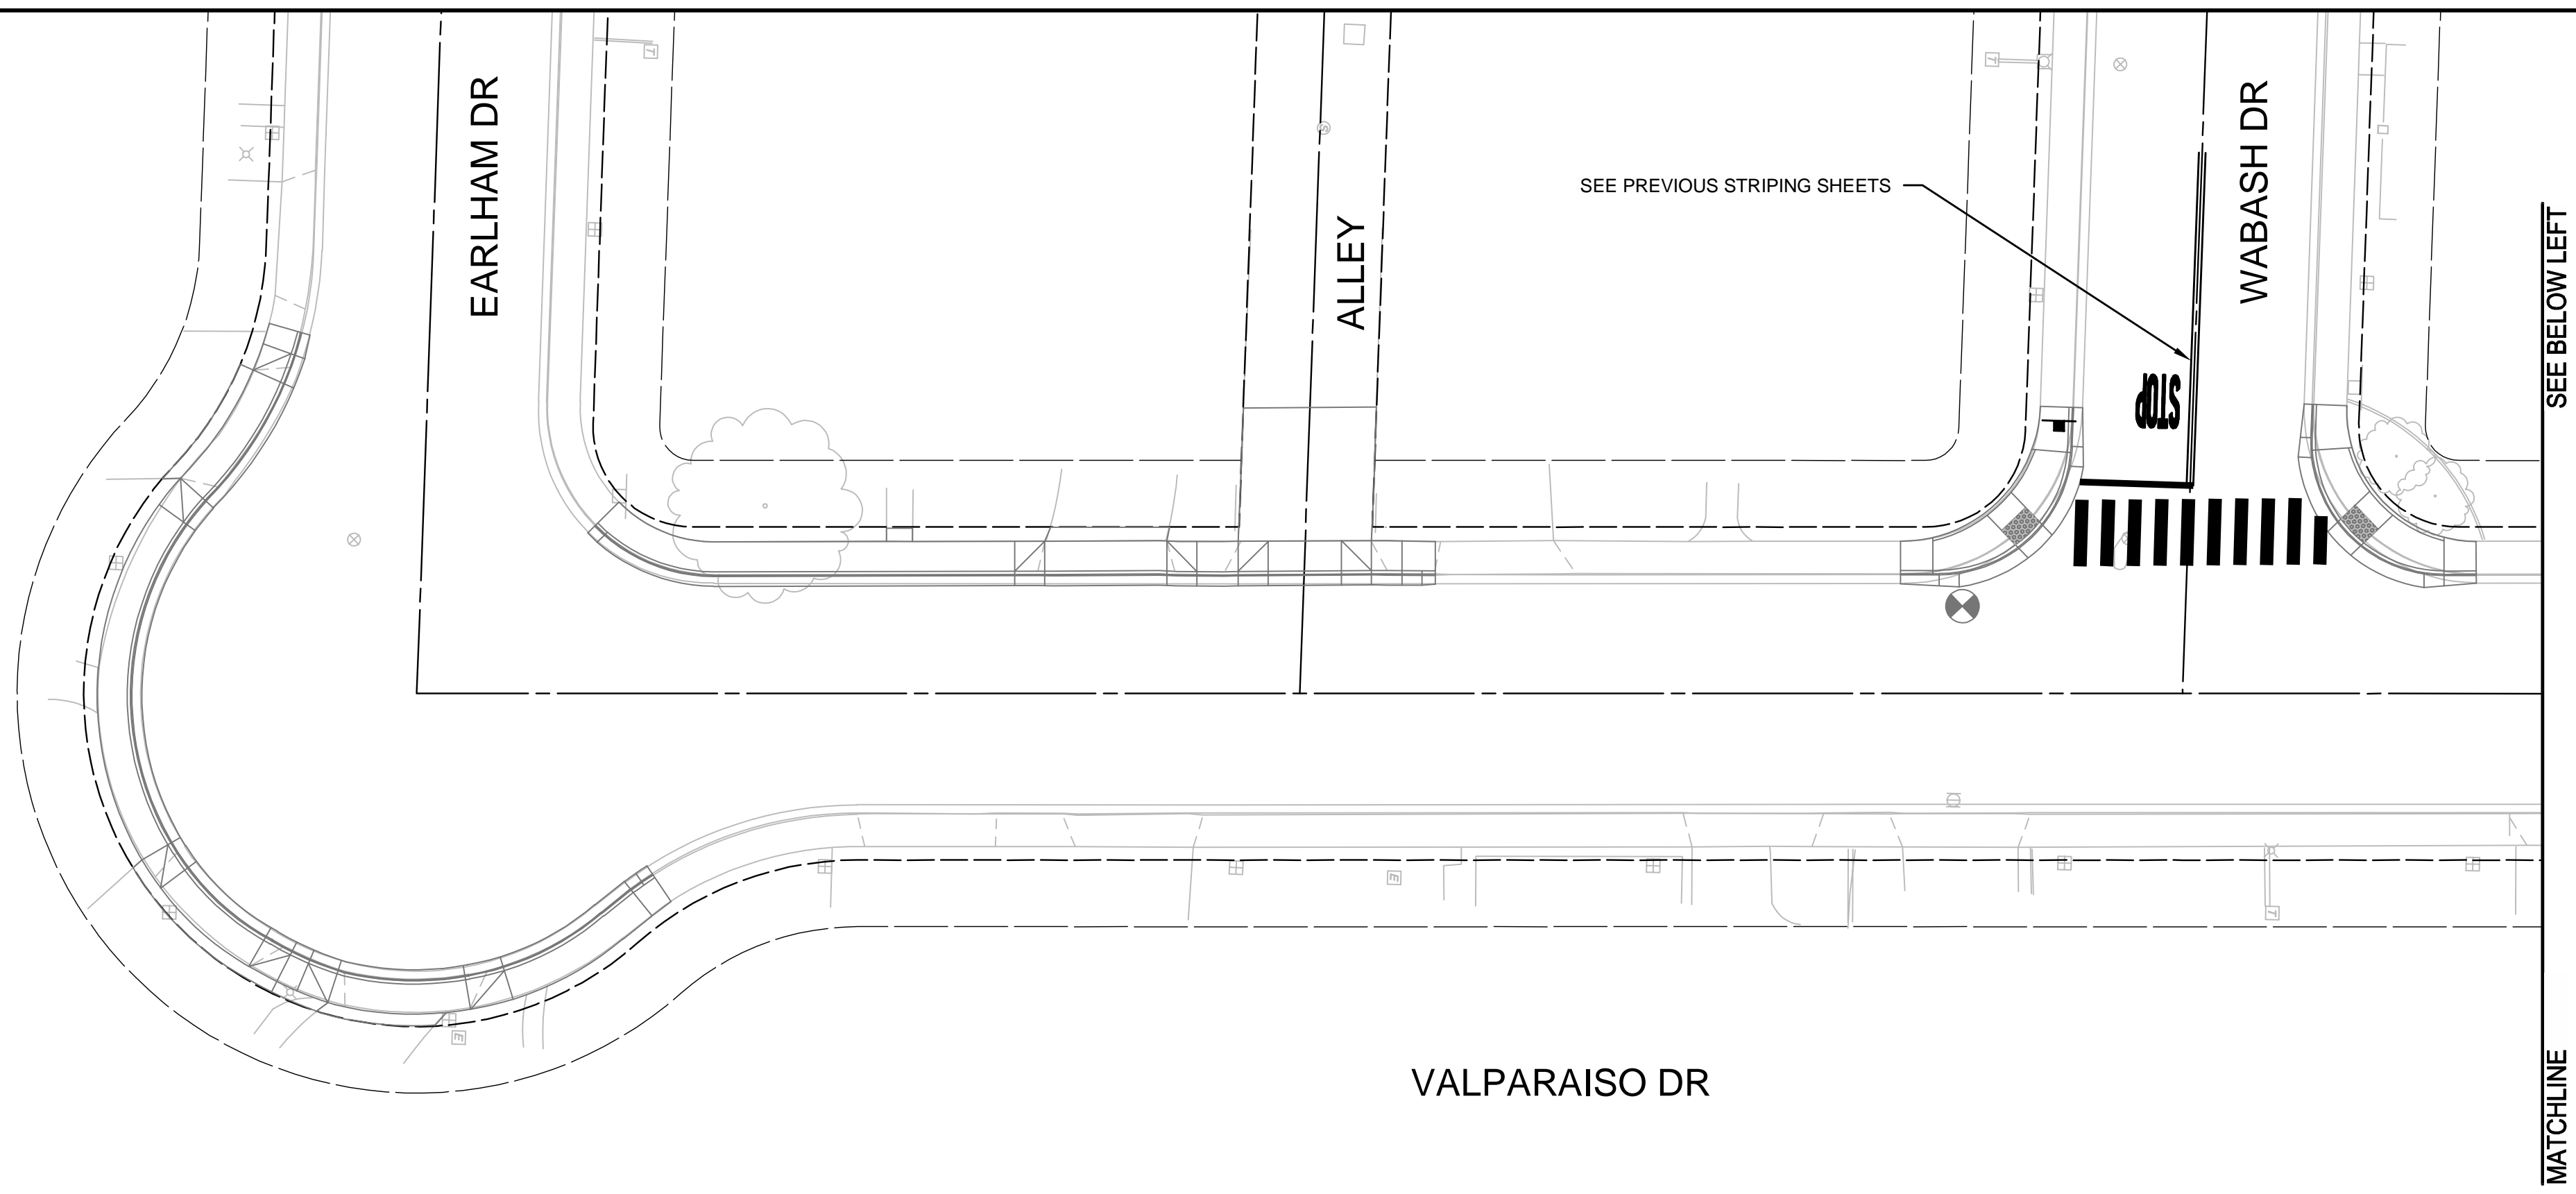 EARLHAM DR
ALLEY
SEE PREVIOUS STRIPING SHEETS
WABASH DR
STOP
SEE BELOW LEFT
MATCHLINE
VALPARAISO DR
T
T
S
E
E
T